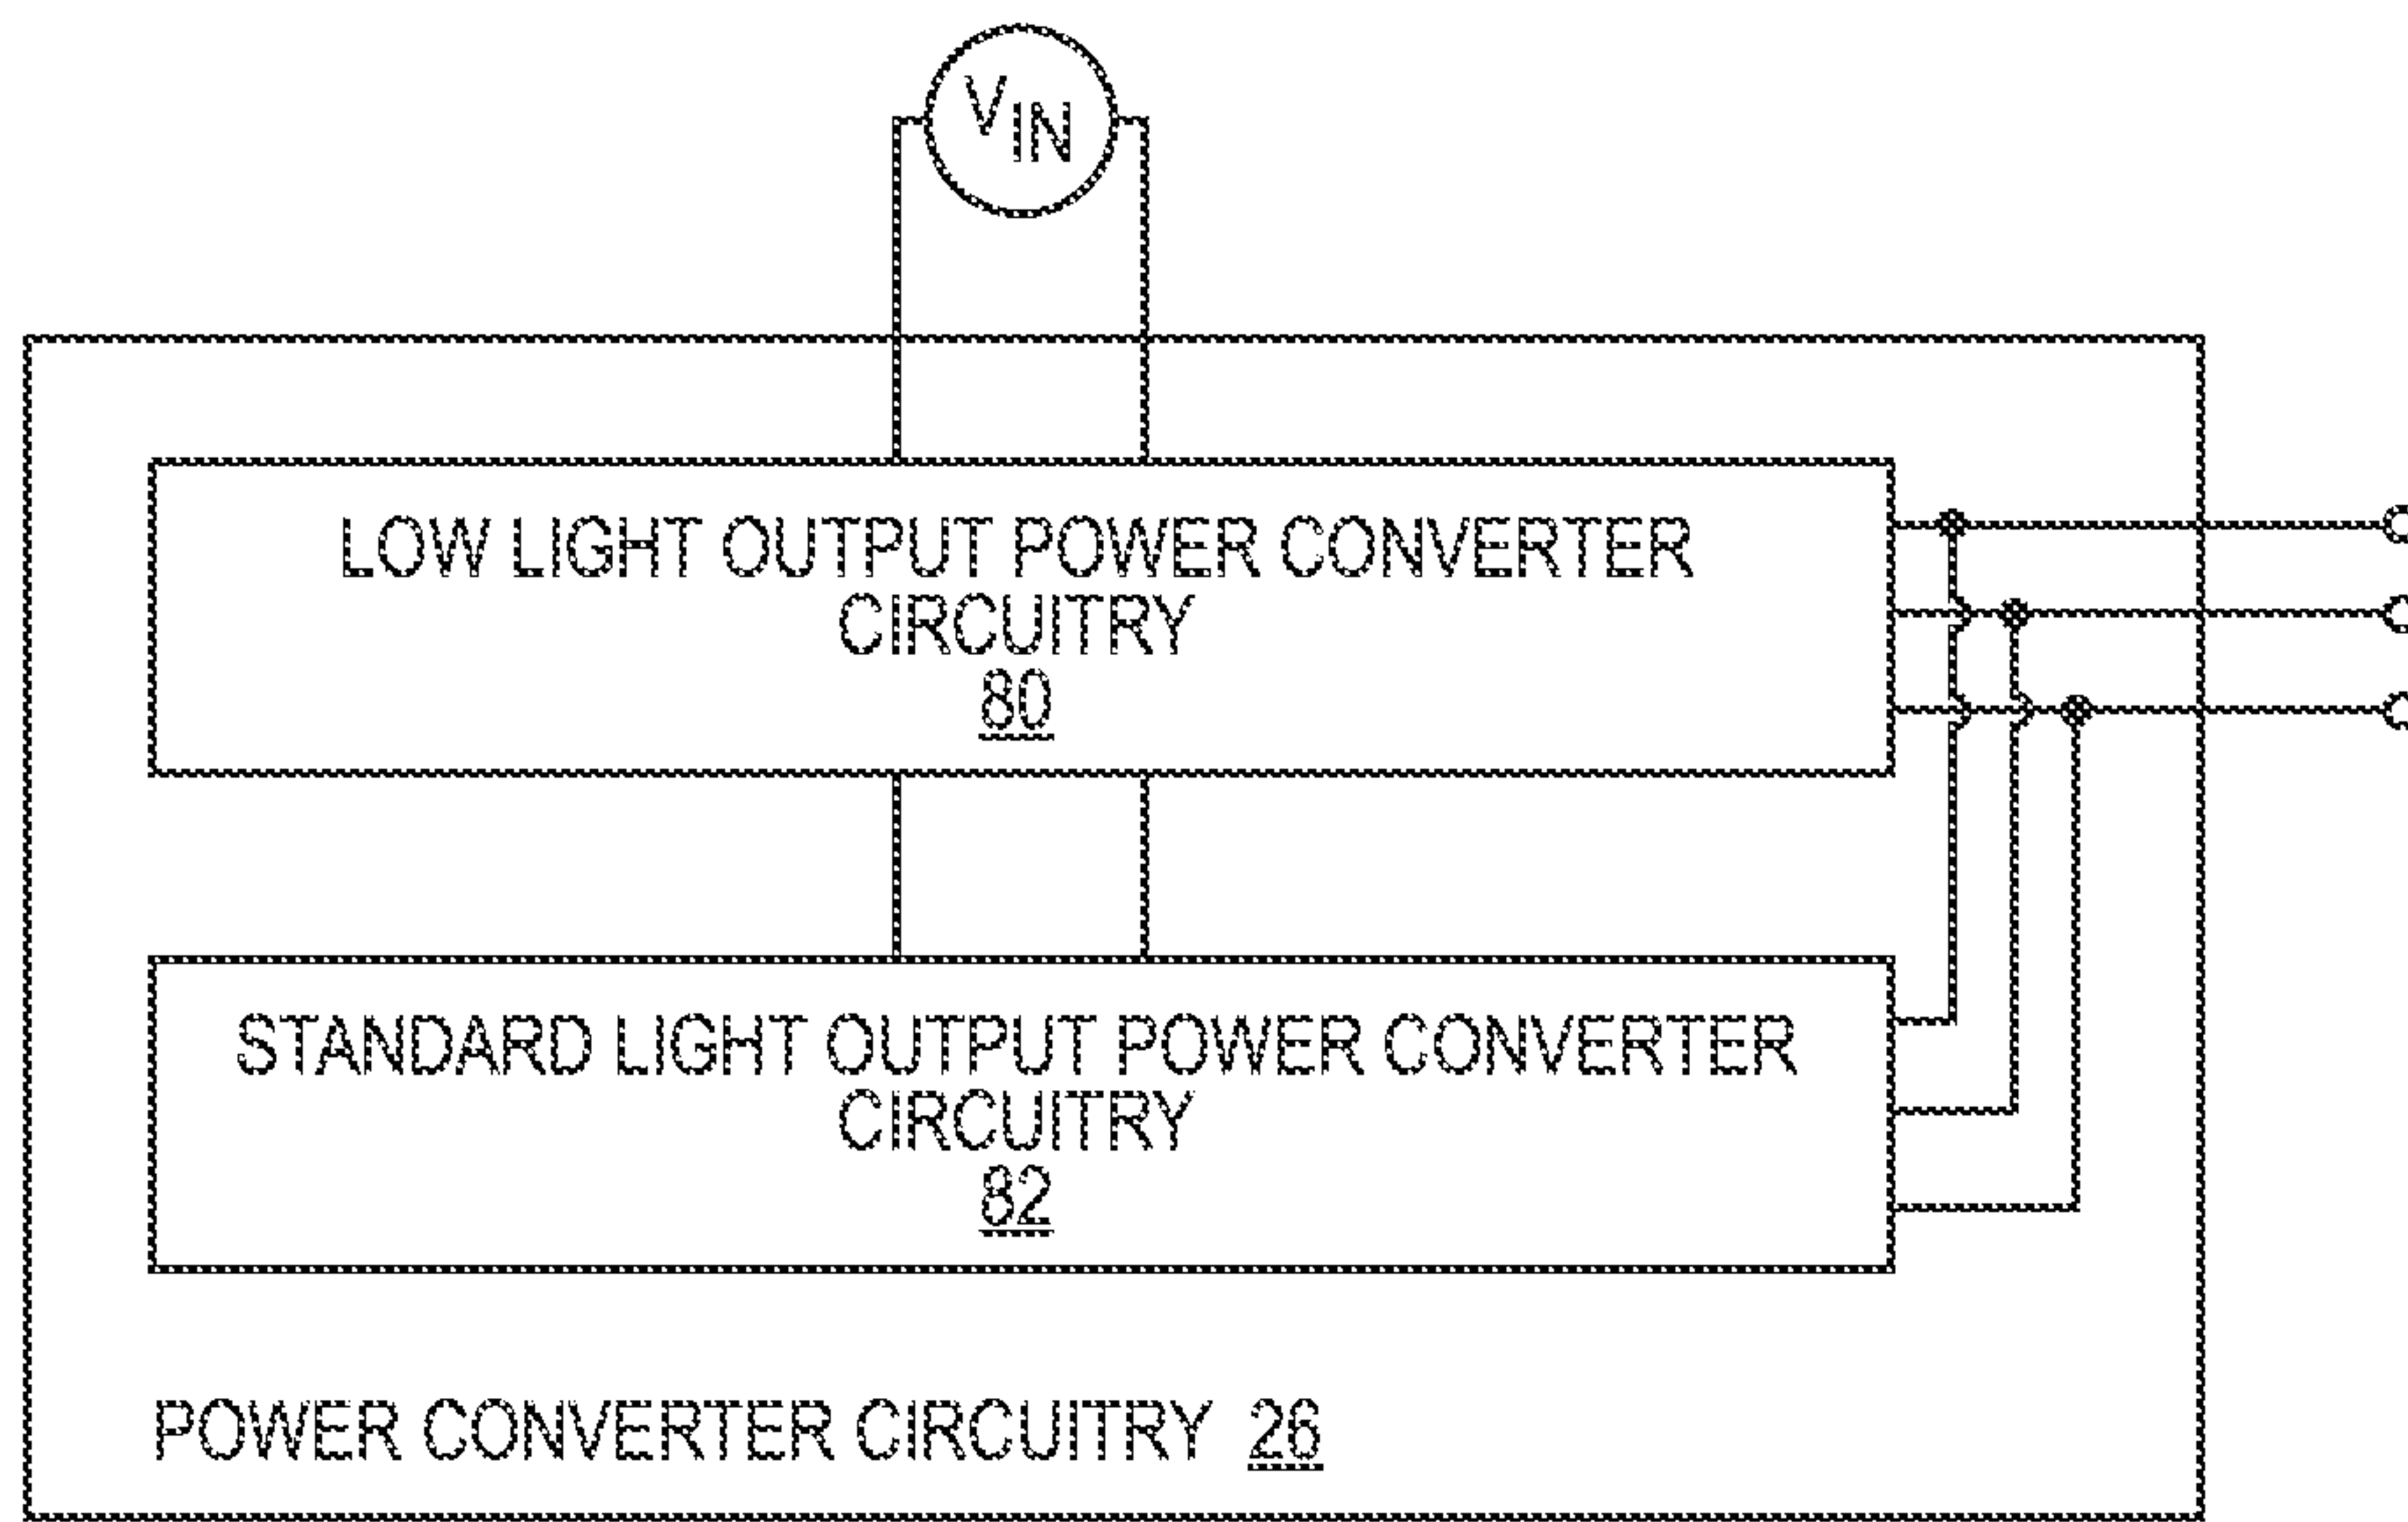 VIN
LOW LIGHT OUTPUT POWER CONVERTER
CIRCUITRY
80
STANDARD LIGHT OUTPUT POWER CONVERTER
CIRCUITRY
82
POWER CONVERTER CIRCUITRY 26